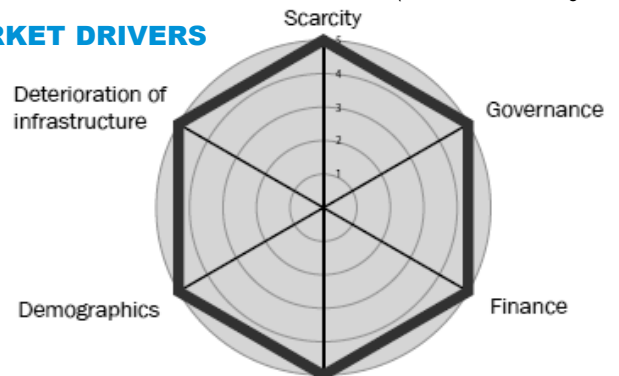 RKET DRIVERS
Scarcity
5
4
3
2
1
Deterioration of
infrastructure
Governance
Demographics
Finance